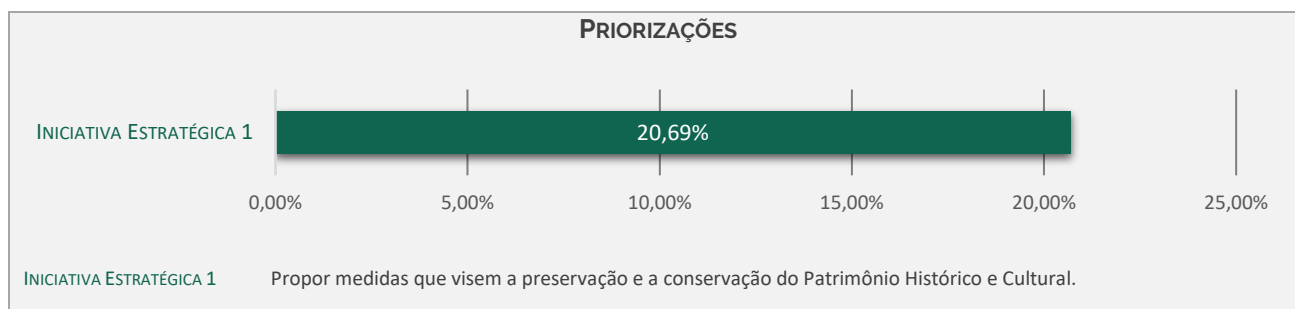 PRIORIZAÇÕES
INICIATIVA ESTRATÉGICA 1
20,69%
0,00% 5,00% 10,00% 15,00% 20,00% 25,00%
INICIATIVA ESTRATÉGICA 1 Propor medidas que visem a preservação e a conservação do Patrimônio Histórico e Cultural.